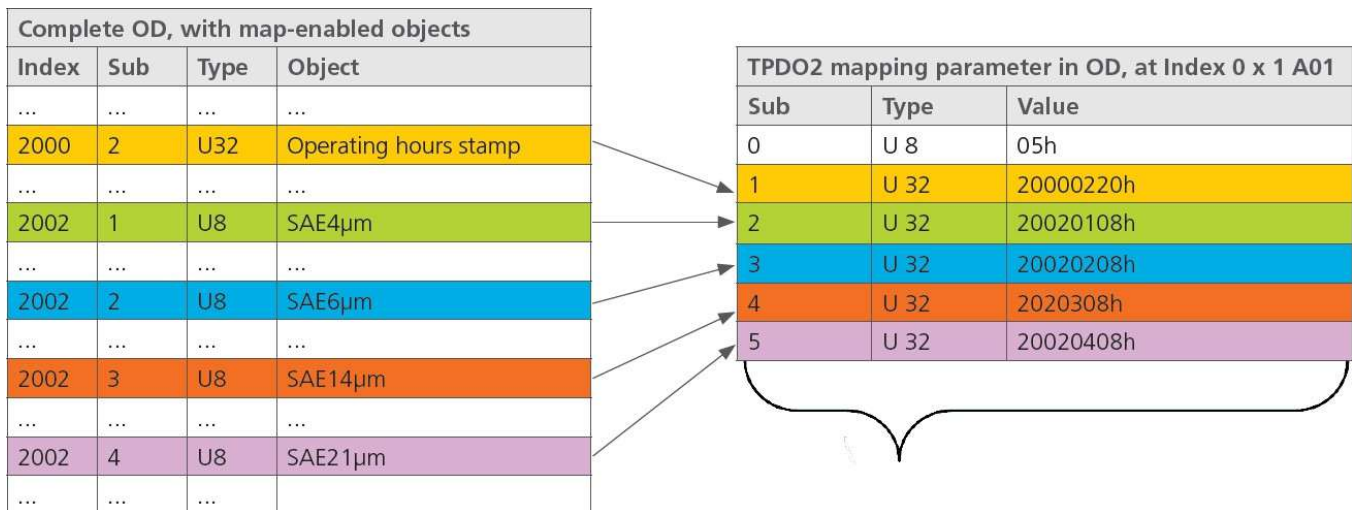 Complete OD, with map-enabled objects
Index Sub Type Object
... ... ... ...
2000 2 U32 Operating hours stamp
... ... ... ...
2002 1 U8 SAE4µm
... ... ... ...
2002 2 U8 SAE6µm
... ... ... ...
2002 3 U8 SAE14µm
... ... ... ...
2002 4 U8 SAE21µm
... ... ...
TPDO2 mapping parameter in OD, at Index 0 x 1 A01
Sub Type Value
0 U 8 05h
1 U 32 20000220h
2 U 32 20020108h
3 U 32 20020208h
4 U 32 2020308h
5 U 32 20020408h